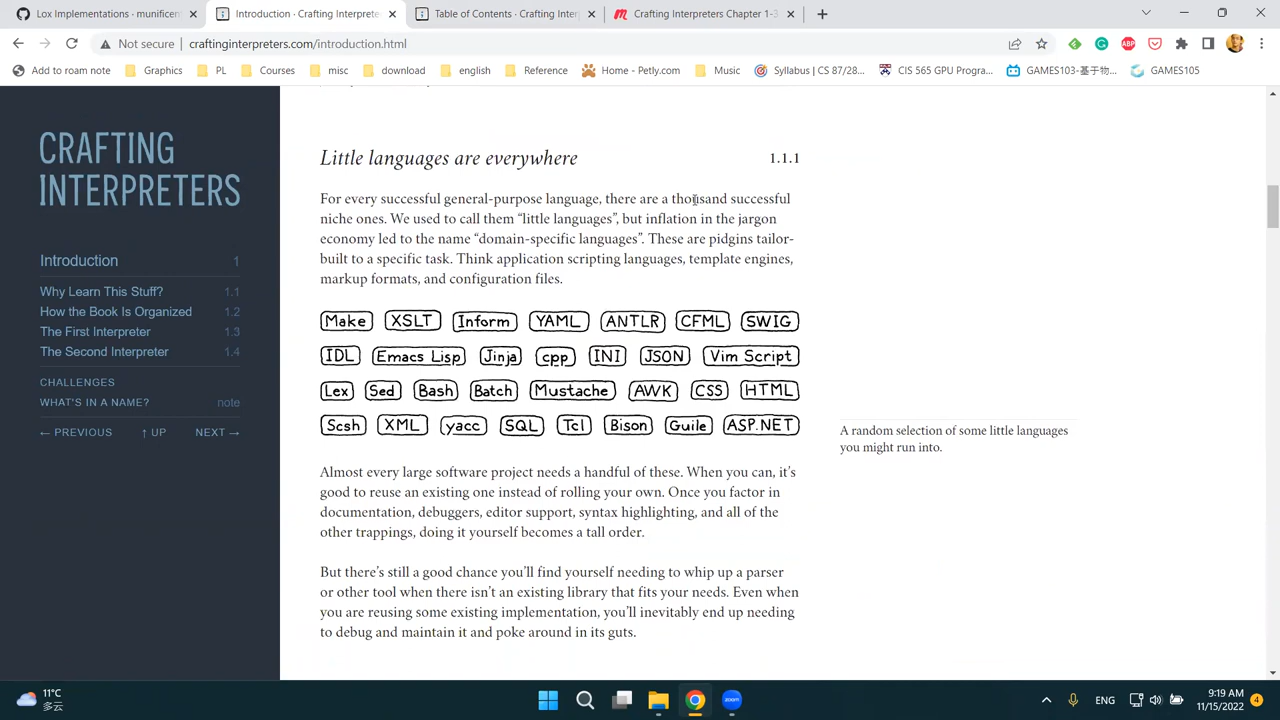 Lox Implementations · munificen
Introduction · Crafting Interprete
Table of Contents · Crafting Inter
Crafting Interpreters Chapter 1-3
Not secure
craftinginterpreters.com/introduction.html
Add to roam note
Graphics
PL
Courses
misc
download
english
Reference
Home - Petly.com
Music
Syllabus | CS 87/28...
CIS 565 GPU Progra...
GAMES103-基于物...
GAMES105
CRAFTING
INTERPRETERS
Introduction 1
Why Learn This Stuff? 1.1
How the Book Is Organized 1.2
The First Interpreter 1.3
The Second Interpreter 1.4
CHALLENGES
WHAT'S IN A NAME? note
← PREVIOUS ↑ UP NEXT →
Little languages are everywhere 1.1.1
For every successful general-purpose language, there are a thousand successful
niche ones. We used to call them “little languages”, but inflation in the jargon
economy led to the name “domain-specific languages”. These are pidgins tailor-
built to a specific task. Think application scripting languages, template engines,
markup formats, and configuration files.
Make XSLT Inform YAML ANTLR CFML SWIG
IDL Emacs Lisp Jinja cpp INI JSON Vim Script
Lex Sed Bash Batch Mustache AWK CSS HTML
Scsh XML yacc SQL Tcl Bison Guile ASP.NET
A random selection of some little languages
you might run into.
Almost every large software project needs a handful of these. When you can, it’s
good to reuse an existing one instead of rolling your own. Once you factor in
documentation, debuggers, editor support, syntax highlighting, and all of the
other trappings, doing it yourself becomes a tall order.
But there’s still a good chance you’ll find yourself needing to whip up a parser
or other tool when there isn’t an existing library that fits your needs. Even when
you are reusing some existing implementation, you’ll inevitably end up needing
to debug and maintain it and poke around in its guts.
11°C
多云
zoom
ENG
9:19 AM
11/15/2022
4